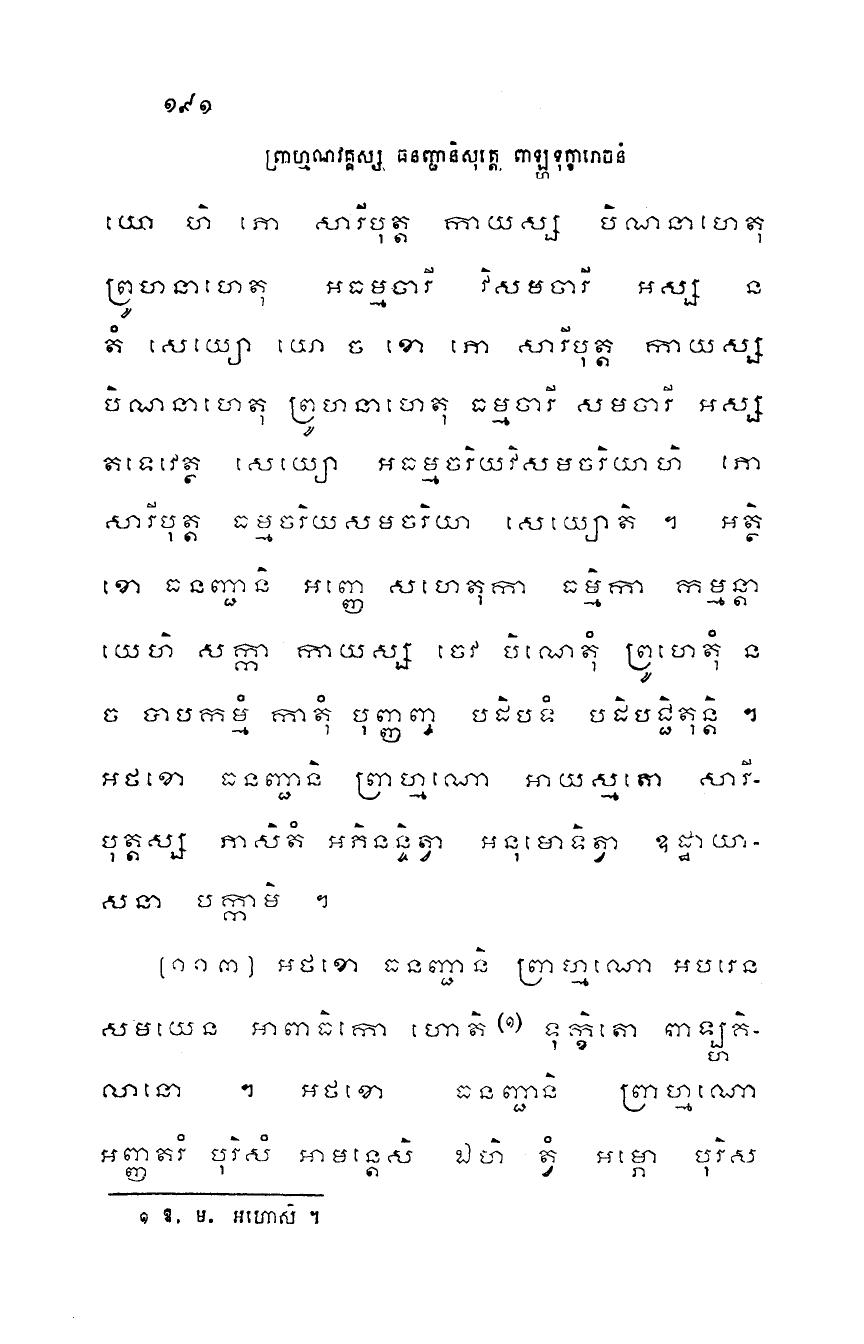 ១៩១
ព្រាហ្មណវគ្គស្ស ធនញ្ជានិសុត្តេ ពាឡ្ហទុក្ខារោចនំ
យោ ហិ ភោ សារីបុត្ត កាយស្ស បិណនាហេតុ
ព្រូហនាហេតុ អធម្មចារី វិសមចារី អស្ស ន
តំ សេយ្យោ យោ ច ខោ ភោ សារីបុត្ត កាយស្ស
បិណនាហេតុ ព្រូហនាហេតុ ធម្មចារី សមចារី អស្ស
តទេវេត្ថ សេយ្យោ អធម្មចរិយវិសមចរិយាហិ ភោ
សារីបុត្ត ធម្មចរិយសមចរិយា សេយ្យោតិ ។ អត្ថិ
ខោ ធនញ្ជានិ អញ្ញេ សហេតុកា ធម្មិកា កម្មន្តា
យេហិ សក្កា កាយស្ស ចេវ បិណេតុំ ព្រូហេតុំ ន
ច បាបកម្មំ កាតុំ បុញ្ញញ្ច បដិបទំ បដិបជ្ជិតុន្តិ ។
អថខោ ធនញ្ជានិ ព្រាហ្មណោ អាយស្មតោ សារី-
បុត្តស្ស ភាសិតំ អភិនន្ទិត្វា អនុមោទិត្វា ឧដ្ឋាយា-
សនា បក្កាមិ ។
[១១៣] អថខោ ធនញ្ជានិ ព្រាហ្មណោ អបរេន
សមយេន អាពាធិកោ ហោតិ (១) ទុក្ខិតោ ពាឡ្ហគិ-
លានោ ។ អថខោ ធនញ្ជានិ ព្រាហ្មណោ
អញ្ញតរំ បុរិសំ អាមន្តេសិ ឯហិ ត្វំ អម្ភោ បុរិស
១ ឱ. ម. អហោសិ ។